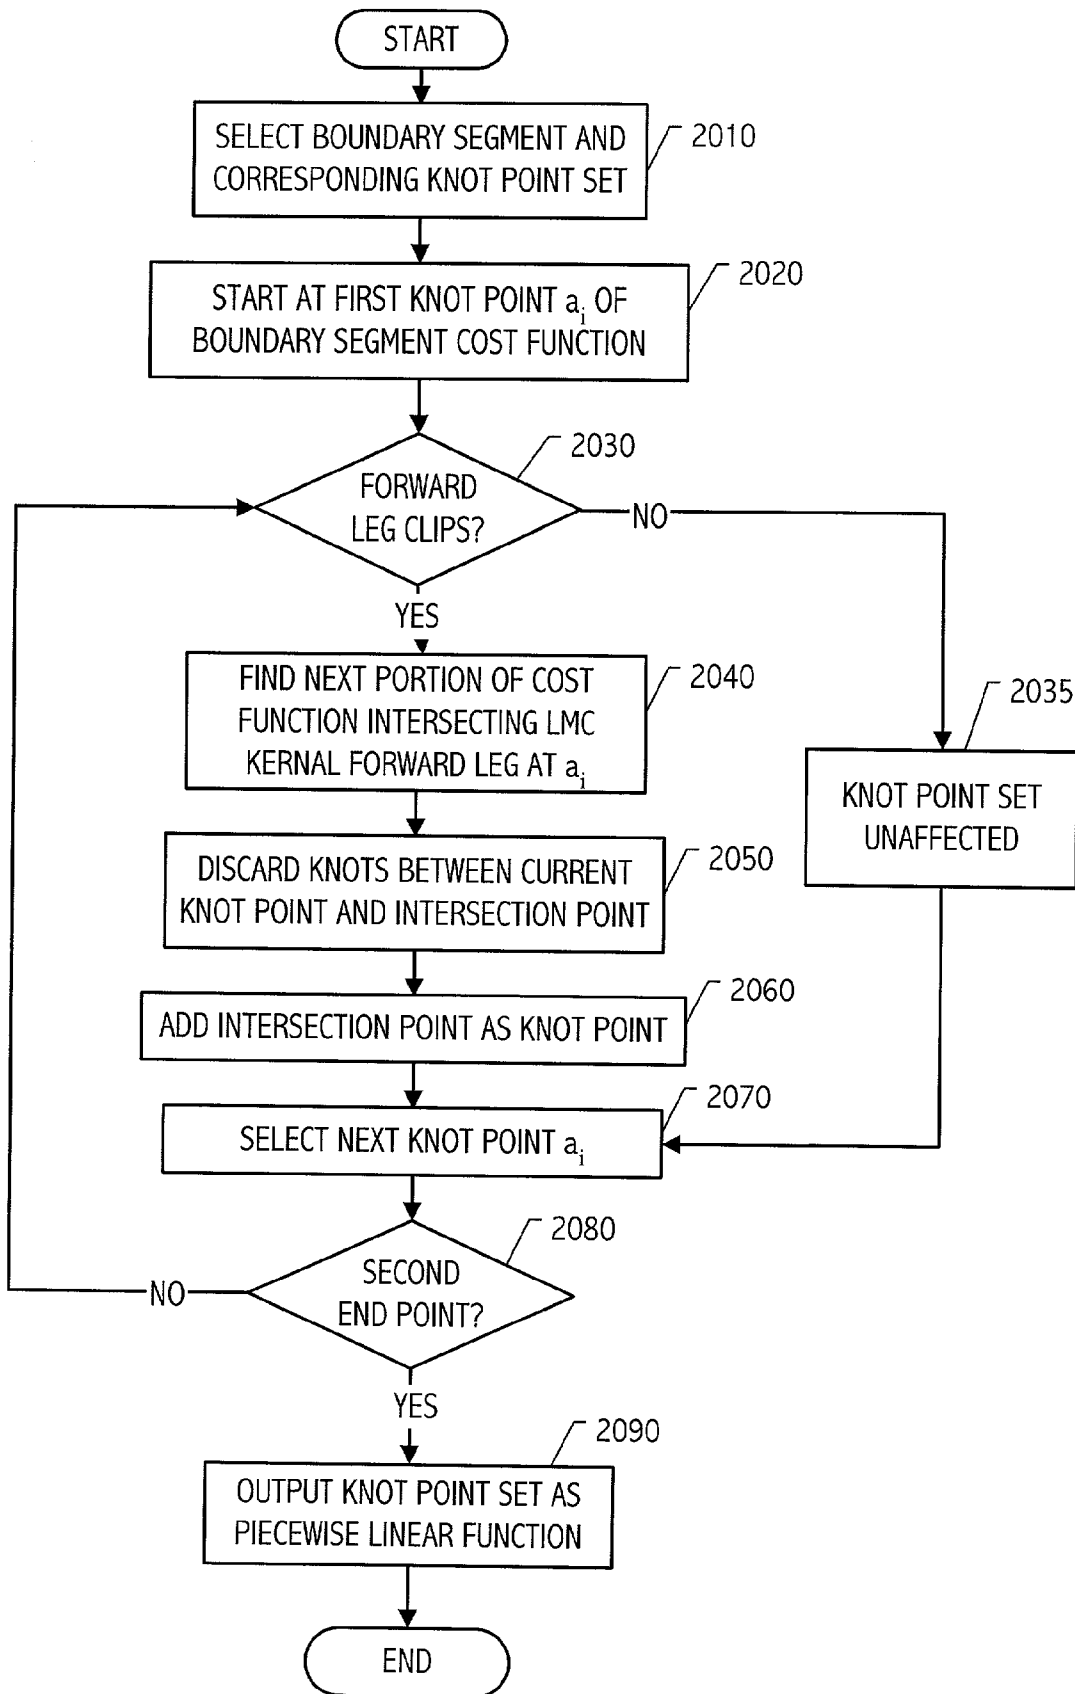 START
SELECT BOUNDARY SEGMENT AND
CORRESPONDING KNOT POINT SET
2010
START AT FIRST KNOT POINT ai OF
BOUNDARY SEGMENT COST FUNCTION
2020
FORWARD
LEG CLIPS?
2030
NO
YES
FIND NEXT PORTION OF COST
FUNCTION INTERSECTING LMC
KERNAL FORWARD LEG AT ai
2040
KNOT POINT SET
UNAFFECTED
2035
DISCARD KNOTS BETWEEN CURRENT
KNOT POINT AND INTERSECTION POINT
2050
ADD INTERSECTION POINT AS KNOT POINT
2060
SELECT NEXT KNOT POINT ai
2070
SECOND
END POINT?
2080
NO
YES
OUTPUT KNOT POINT SET AS
PIECEWISE LINEAR FUNCTION
2090
END